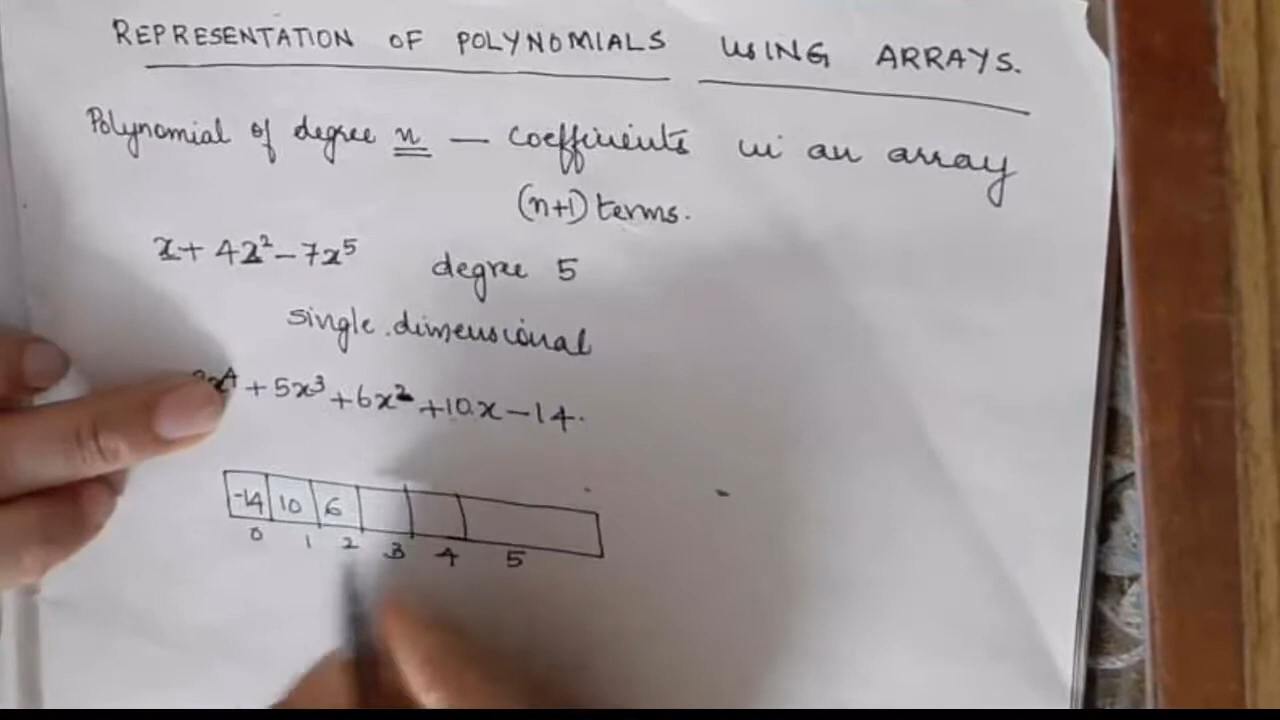 REPRESENTATION OF POLYNOMIALS USING ARRAYS.
Polynomial of degree n — coefficients in an array
(n+1) terms.
x + 4x² - 7x⁵ degree 5
single dimensional
x⁴ + 5x³ + 6x² + 10x - 14.
-14 10 6
0 1 2 3 4 5